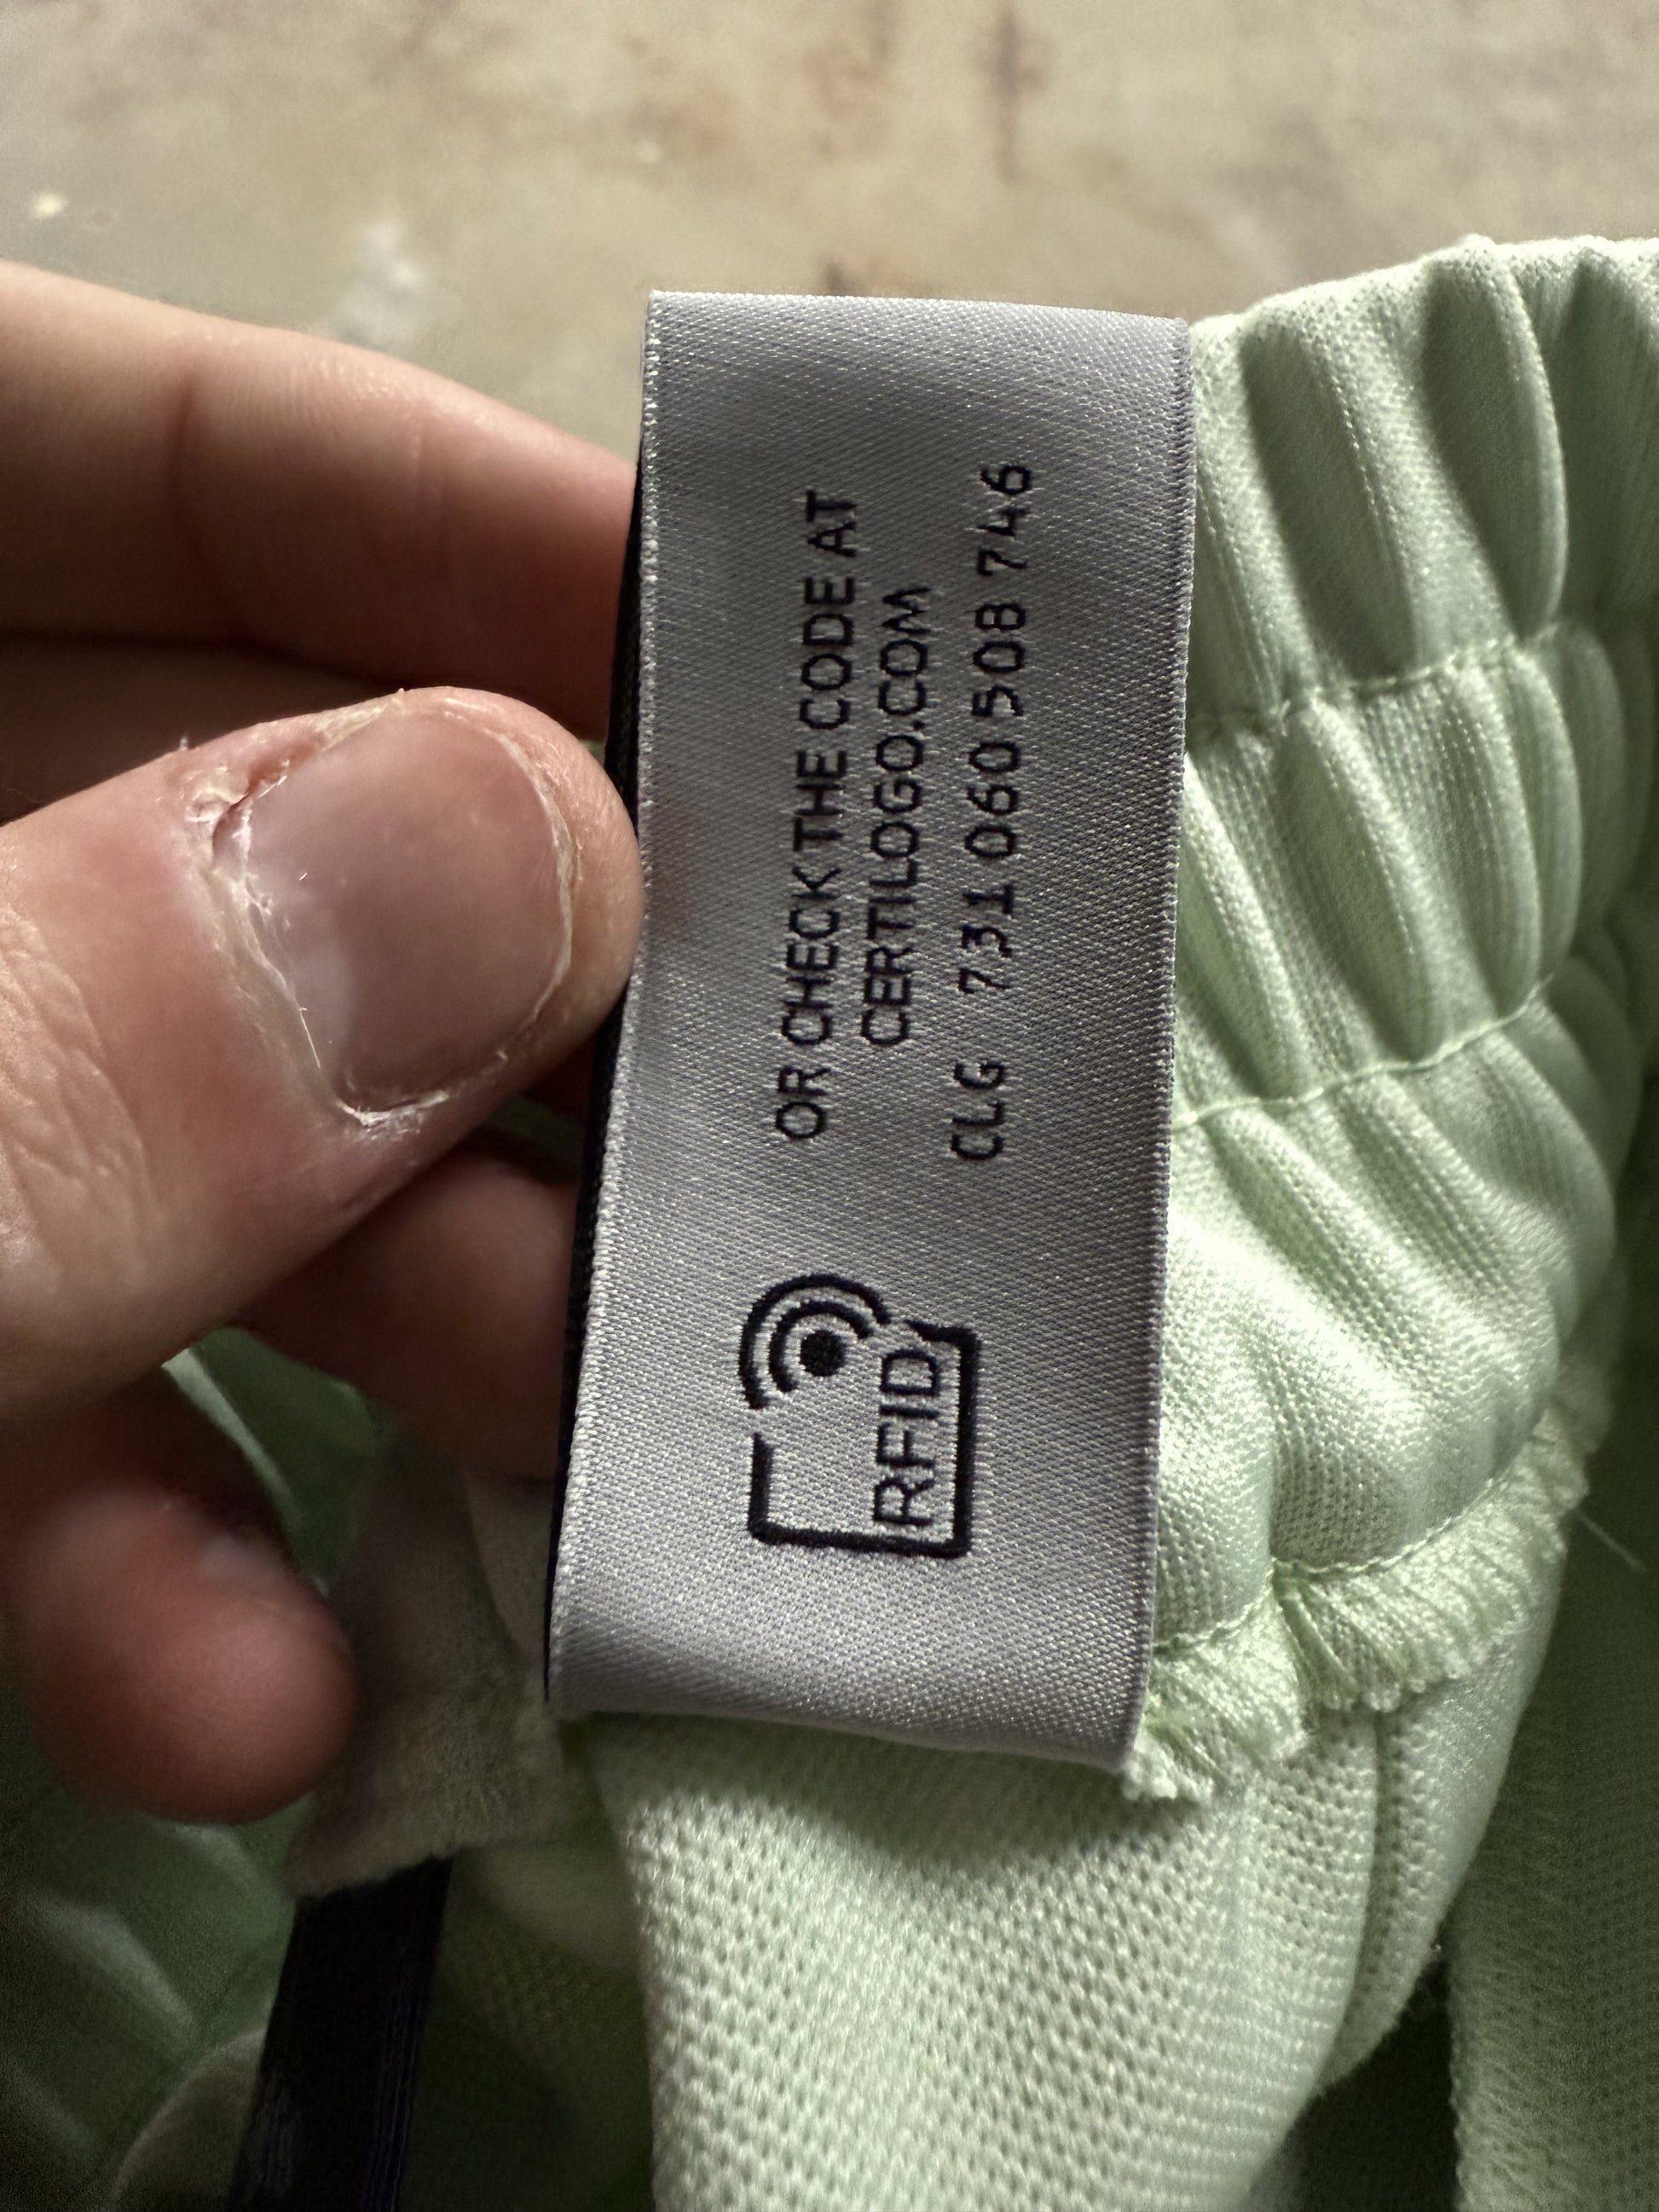 OR CHECK THE CODE AT
CERTILOGO.COM
CLG 731 060 508 746
RFID